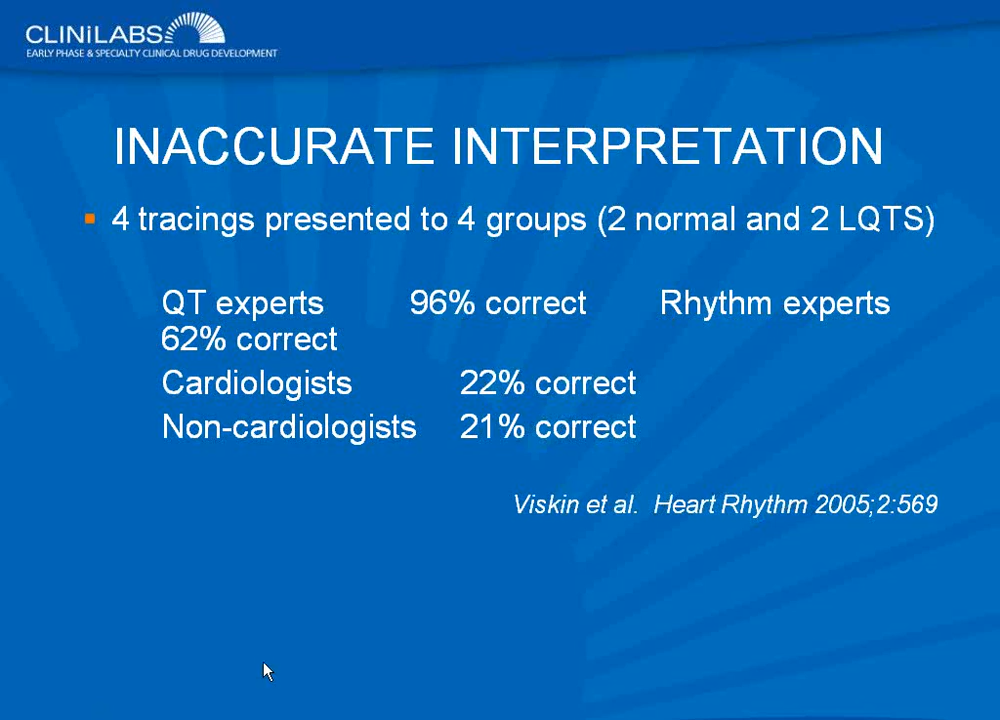 CLINILABS
EARLY PHASE & SPECIALTY CLINICAL DRUG DEVELOPMENT
INACCURATE INTERPRETATION
4 tracings presented to 4 groups (2 normal and 2 LQTS)
QT experts 96% correct Rhythm experts
62% correct
Cardiologists 22% correct
Non-cardiologists 21% correct
Viskin et al. Heart Rhythm 2005;2:569